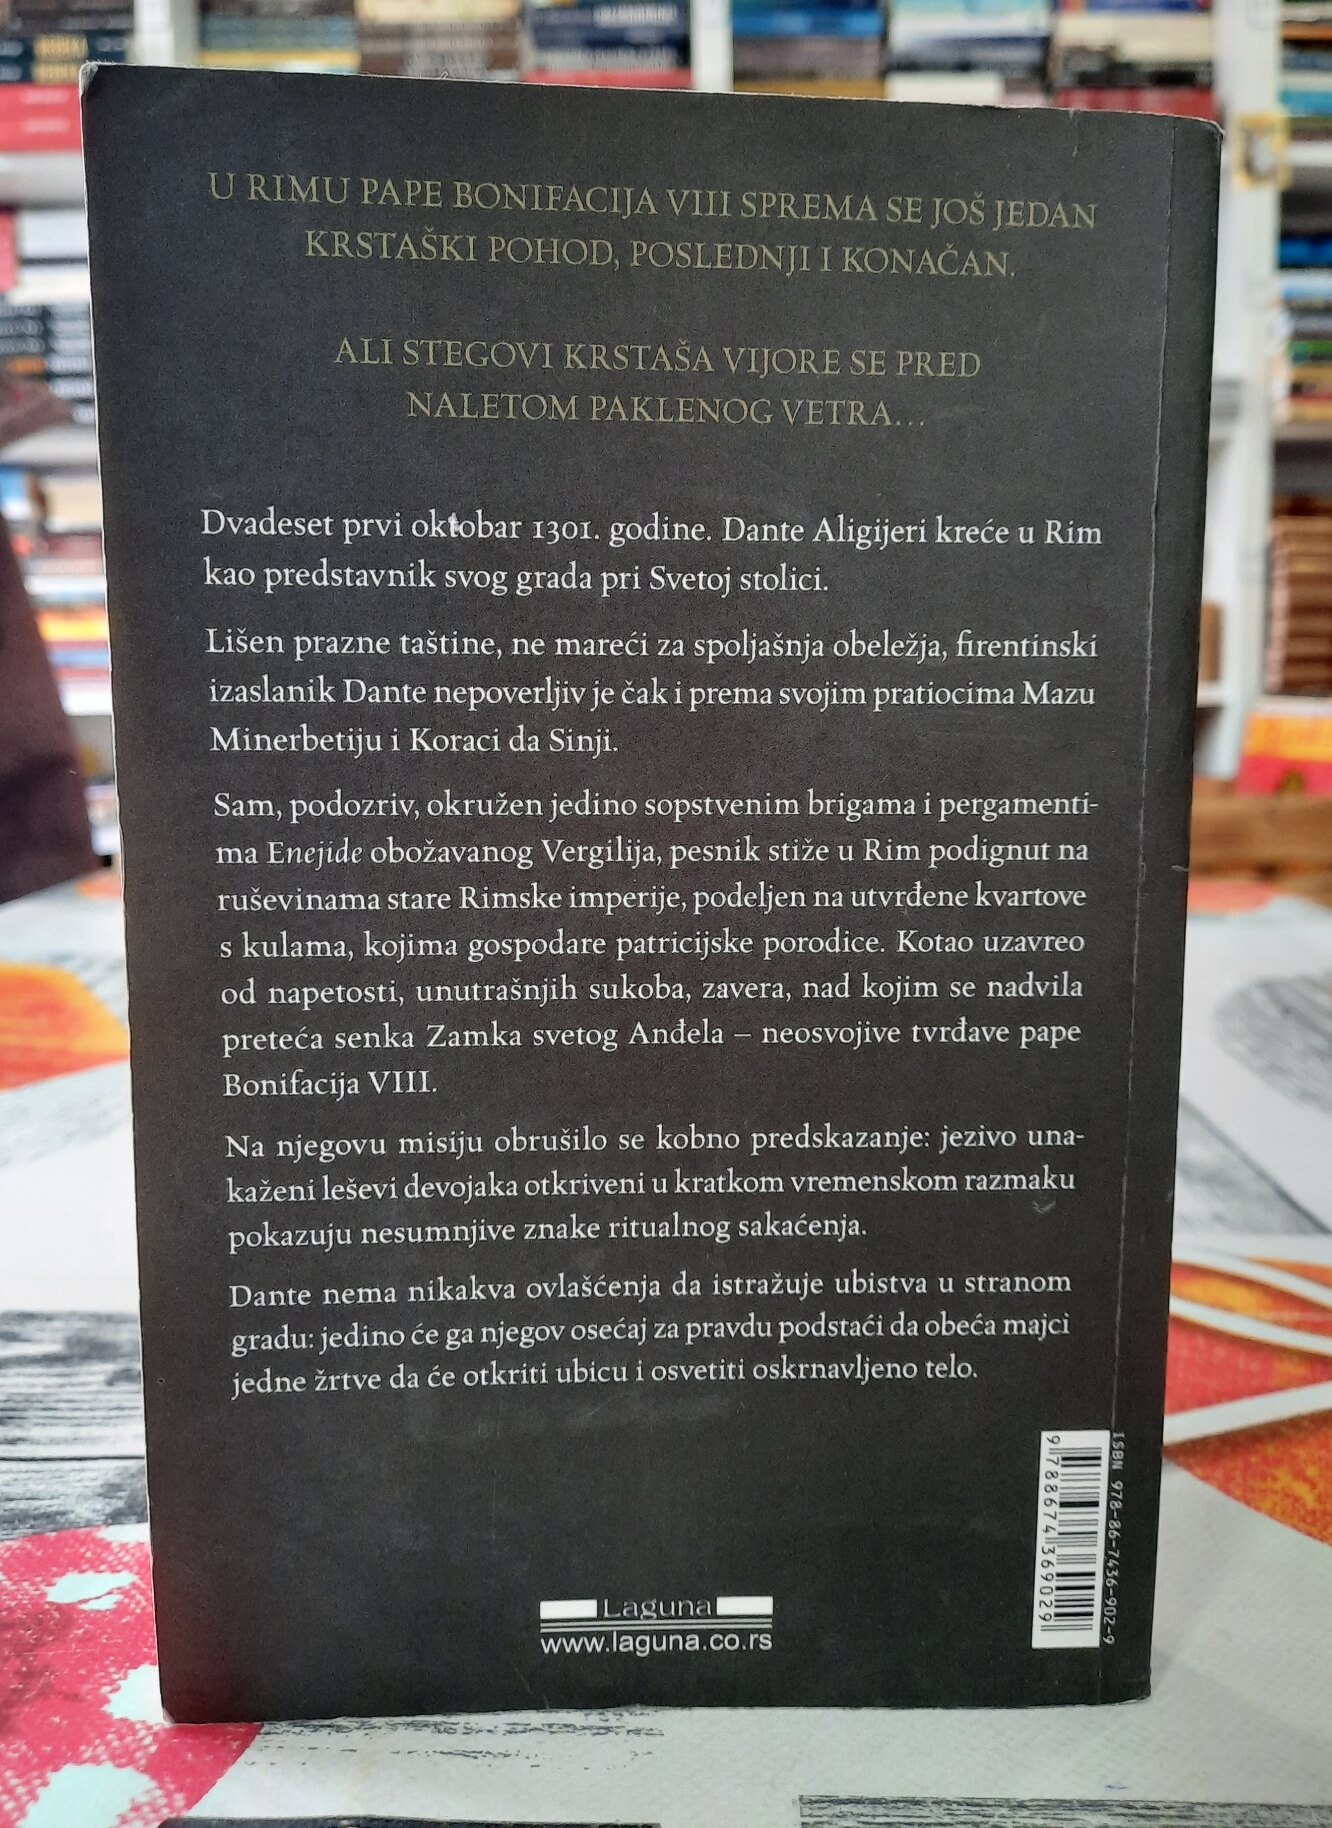 U RIMU PAPE BONIFACIJA VIII SPREMA SE JOŠ JEDAN
KRSTAŠKI POHOD, POSLEDNJI I KONAČAN.
ALI STEGOVI KRSTAŠA VIJORE SE PRED
NALETOM PAKLENOG VETRA...
Dvadeset prvi oktobar 1301. godine. Dante Aligijeri kreće u Rim
kao predstavnik svog grada pri Svetoj stolici.
Lišen prazne taštine, ne mareći za spoljašnja obeležja, firentinski
izaslanik Dante nepoverljiv je čak i prema svojim pratiocima Mazu
Minerbetiju i Koraci da Sinji.
Sam, podozriv, okružen jedino sopstvenim brigama i pergamenti-
ma Enejide obožavanog Vergilija, pesnik stiže u Rim podignut na
ruševinama stare Rimske imperije, podeljen na utvrđene kvartove
s kulama, kojima gospodare patricijske porodice. Kotao uzavreo
od napetosti, unutrašnjih sukoba, zavera, nad kojim se nadvila
preteća senka Zamka svetog Anđela – neosvojive tvrđave pape
Bonifacija VIII.
Na njegovu misiju obrušilo se kobno predskazanje: jezivo una-
kaženi leševi devojaka otkriveni u kratkom vremenskom razmaku
pokazuju nesumnjive znake ritualnog sakaćenja.
Dante nema nikakva ovlašćenja da istražuje ubistva u stranom
gradu: jedino će ga njegov osećaj za pravdu podstaći da obeća majci
jedne žrtve da će otkriti ubicu i osvetiti oskrnavljeno telo.
ISBN 978-86-7436-902-9
9 788674 369029
Laguna
www.laguna.co.rs